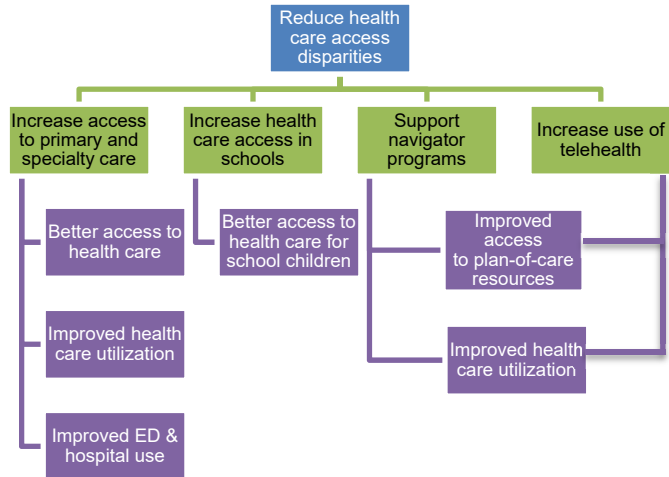 Reduce health
care access
disparities
Increase access
to primary and
specialty care
Increase health
care access in
schools
Support
navigator
programs
Increase use of
telehealth
Better access to
health care
Better access to
health care for
school children
Improved
access
to plan-of-care
resources
Improved health
care utilization
Improved health
care utilization
Improved ED &
hospital use